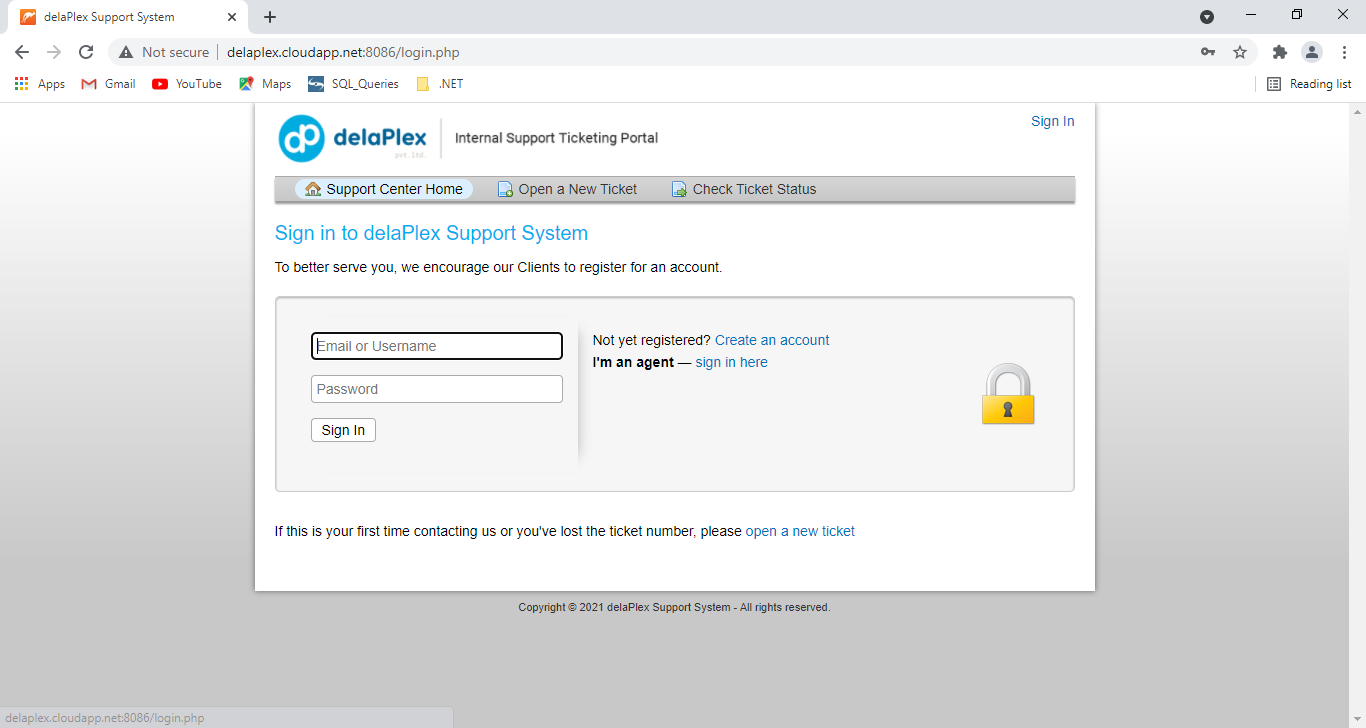 delaPlex Support System
Not secure
delaplex.cloudapp.net:8086/login.php
Apps
Gmail
YouTube
Maps
SQL_Queries
.NET
Reading list
dp delaPlex
pvt. ltd.
Internal Support Ticketing Portal
Sign In
Support Center Home
Open a New Ticket
Check Ticket Status
Sign in to delaPlex Support System
To better serve you, we encourage our Clients to register for an account.
Email or Username
Password
Sign In
Not yet registered? Create an account
I'm an agent — sign in here
If this is your first time contacting us or you've lost the ticket number, please open a new ticket
Copyright © 2021 delaPlex Support System - All rights reserved.
delaplex.cloudapp.net:8086/login.php